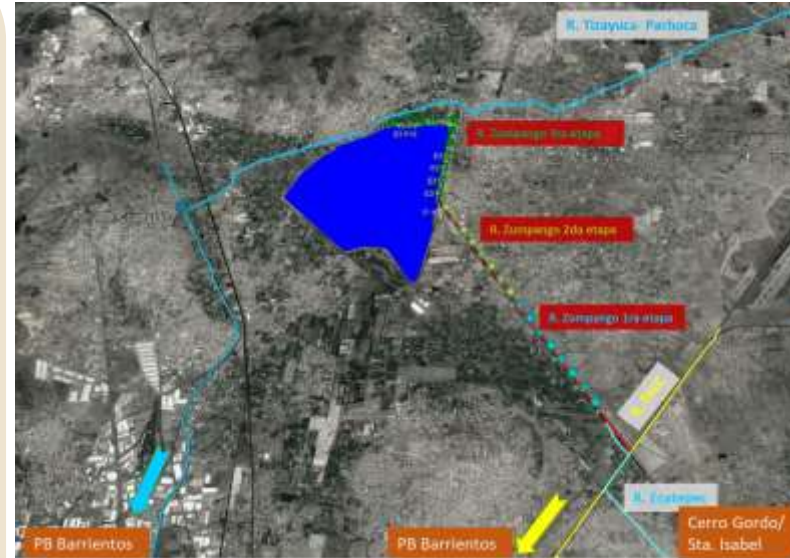 R. Tizayuca- Pachuca
R. Zumpango 3ra etapa
R. Zumpango 2da etapa
R. Zumpango 1ra etapa
R. Ecatepec
PB Barrientos
PB Barrientos
Cerro Gordo/
Sta. Isabel